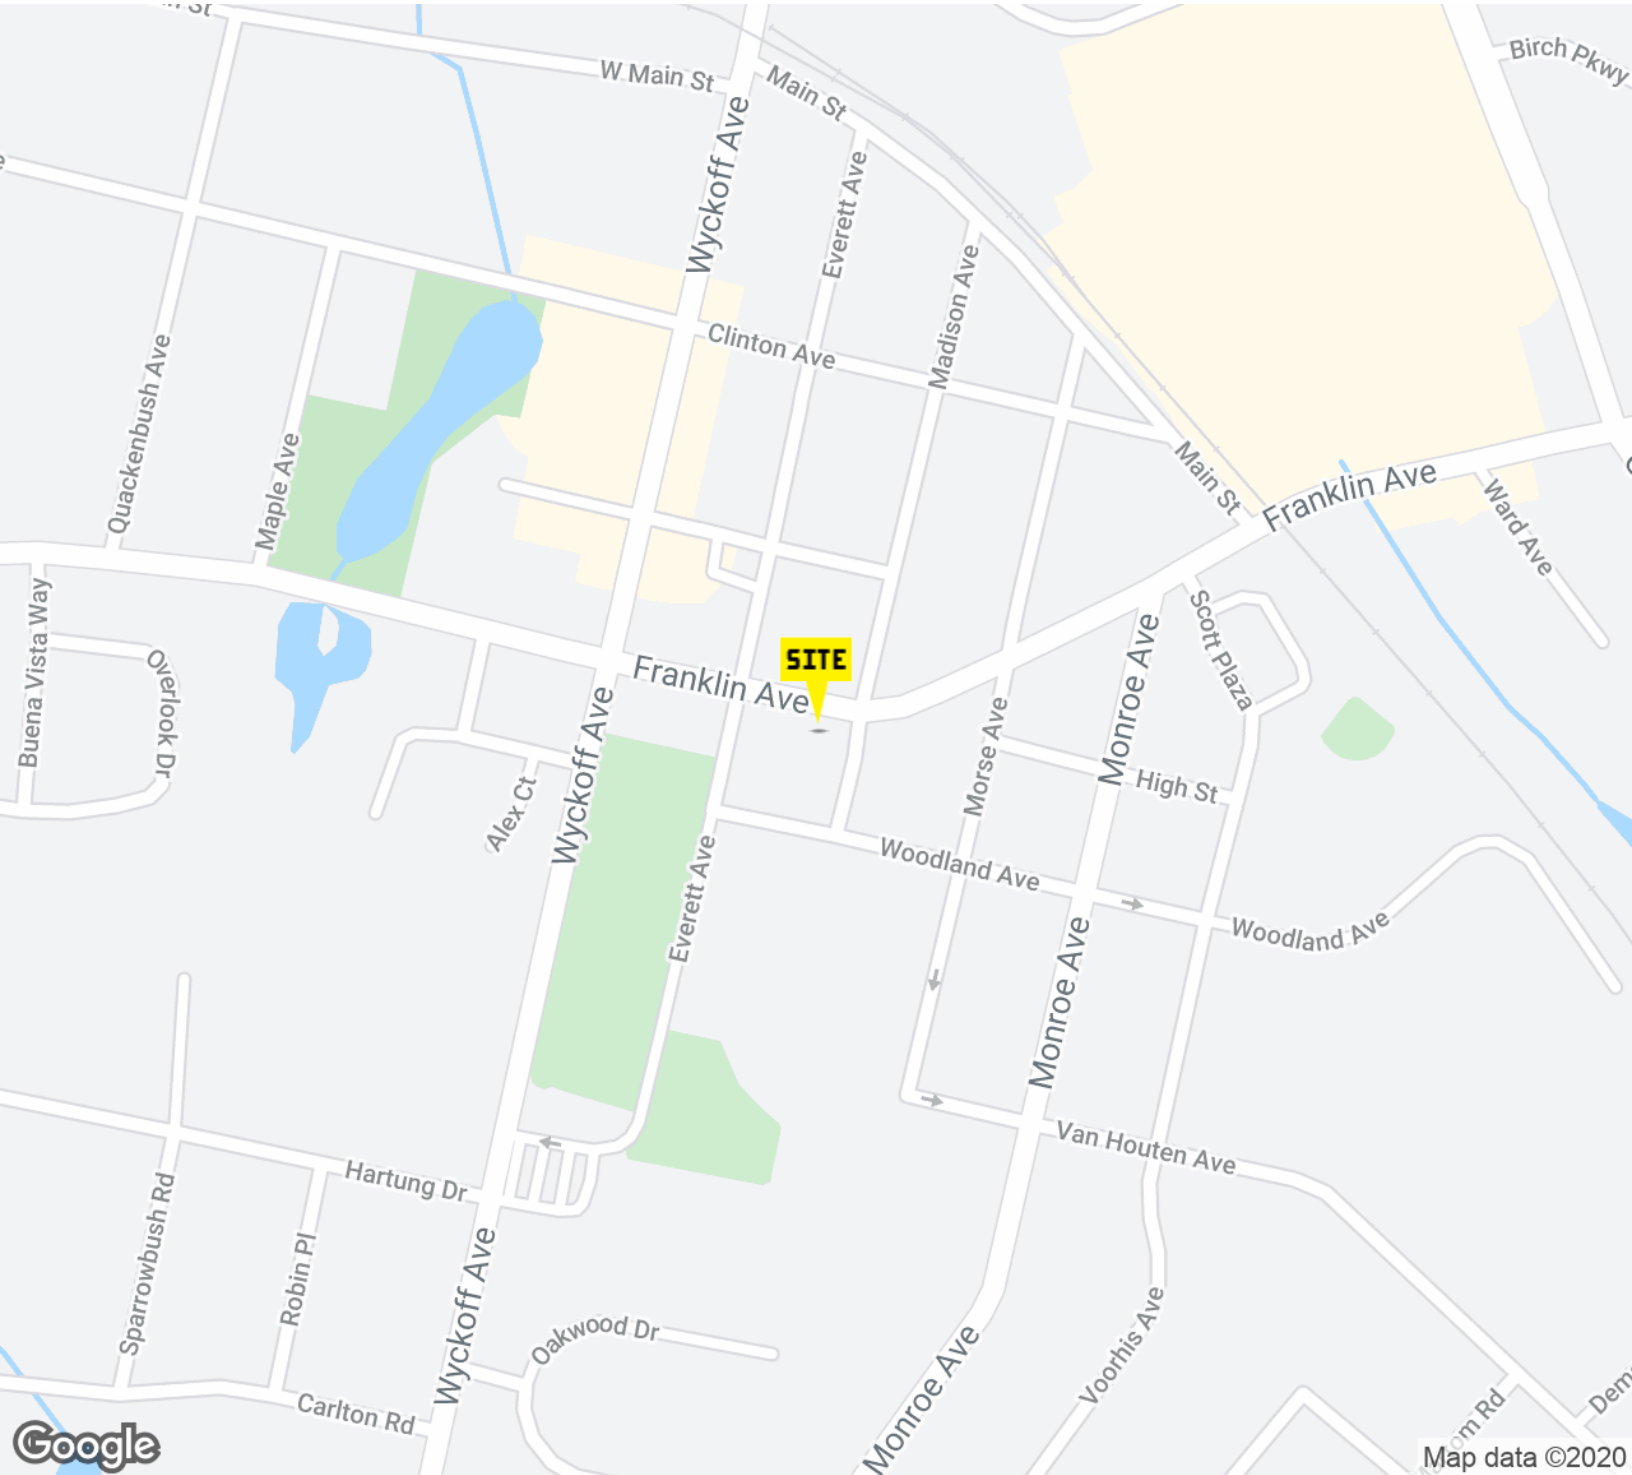 W Main St
Main St
Birch Pkwy
Wyckoff Ave
Everett Ave
Madison Ave
Clinton Ave
Quackenbush Ave
Maple Ave
Main St
Franklin Ave
Ward Ave
Buena Vista Way
Overlook Dr
SITE
Franklin Ave
Scott Plaza
Monroe Ave
Morse Ave
High St
Alex Ct
Wyckoff Ave
Everett Ave
Woodland Ave
Woodland Ave
Monroe Ave
Van Houten Ave
Hartung Dr
Sparrowbush Rd
Robin Pl
Wyckoff Ave
Oakwood Dr
Carlton Rd
Monroe Ave
Voorhis Ave
Google
Map data ©2020